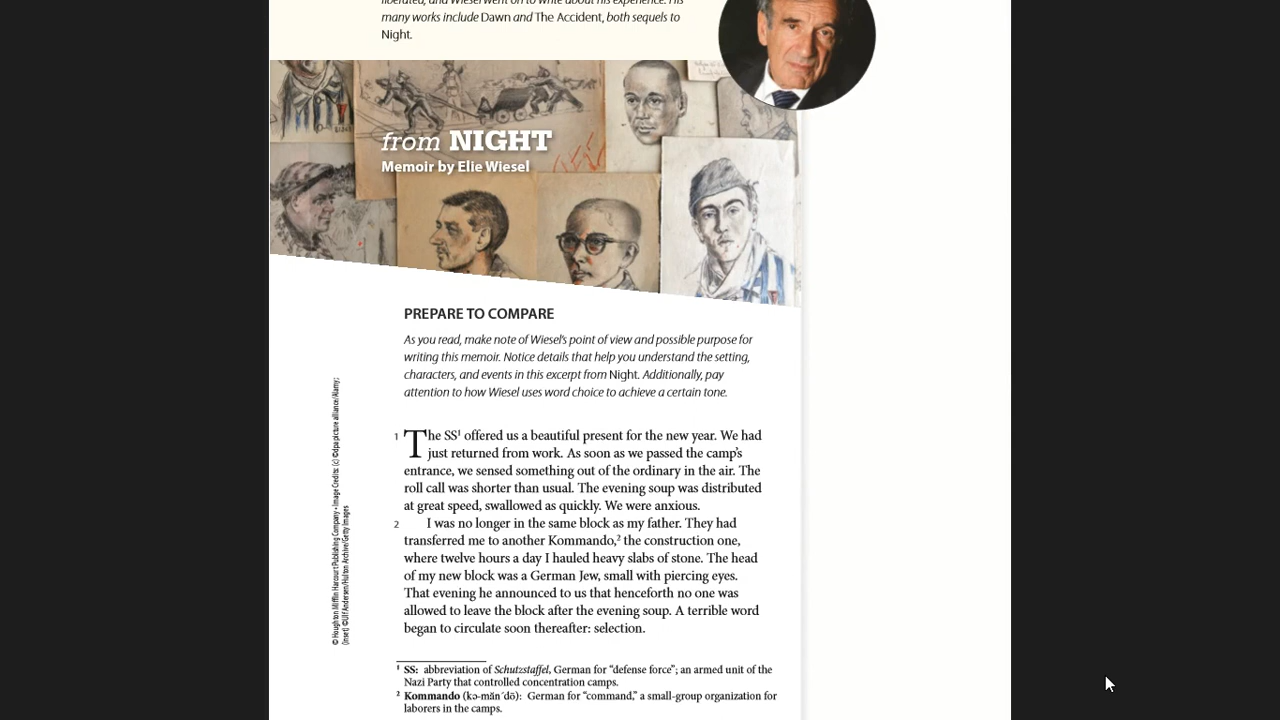 liberated, and Wiesel went on to write about his experience. His
many works include Dawn and The Accident, both sequels to
Night.
from NIGHT
Memoir by Elie Wiesel
PREPARE TO COMPARE
As you read, make note of Wiesel's point of view and possible purpose for
writing this memoir. Notice details that help you understand the setting,
characters, and events in this excerpt from Night. Additionally, pay
attention to how Wiesel uses word choice to achieve a certain tone.
1 The SS¹ offered us a beautiful present for the new year. We had
just returned from work. As soon as we passed the camp's
entrance, we sensed something out of the ordinary in the air. The
roll call was shorter than usual. The evening soup was distributed
at great speed, swallowed as quickly. We were anxious.
2 I was no longer in the same block as my father. They had
transferred me to another Kommando,² the construction one,
where twelve hours a day I hauled heavy slabs of stone. The head
of my new block was a German Jew, small with piercing eyes.
That evening he announced to us that henceforth no one was
allowed to leave the block after the evening soup. A terrible word
began to circulate soon thereafter: selection.
¹ SS: abbreviation of Schutzstaffel, German for "defense force"; an armed unit of the
Nazi Party that controlled concentration camps.
² Kommando (kə-män´dō): German for "command," a small-group organization for
laborers in the camps.
© Houghton Mifflin Harcourt Publishing Company • Image Credits: (c) ©dpa picture alliance/Alamy;
(inset) ©Ulf Andersen/Hulton Archive/Getty Images